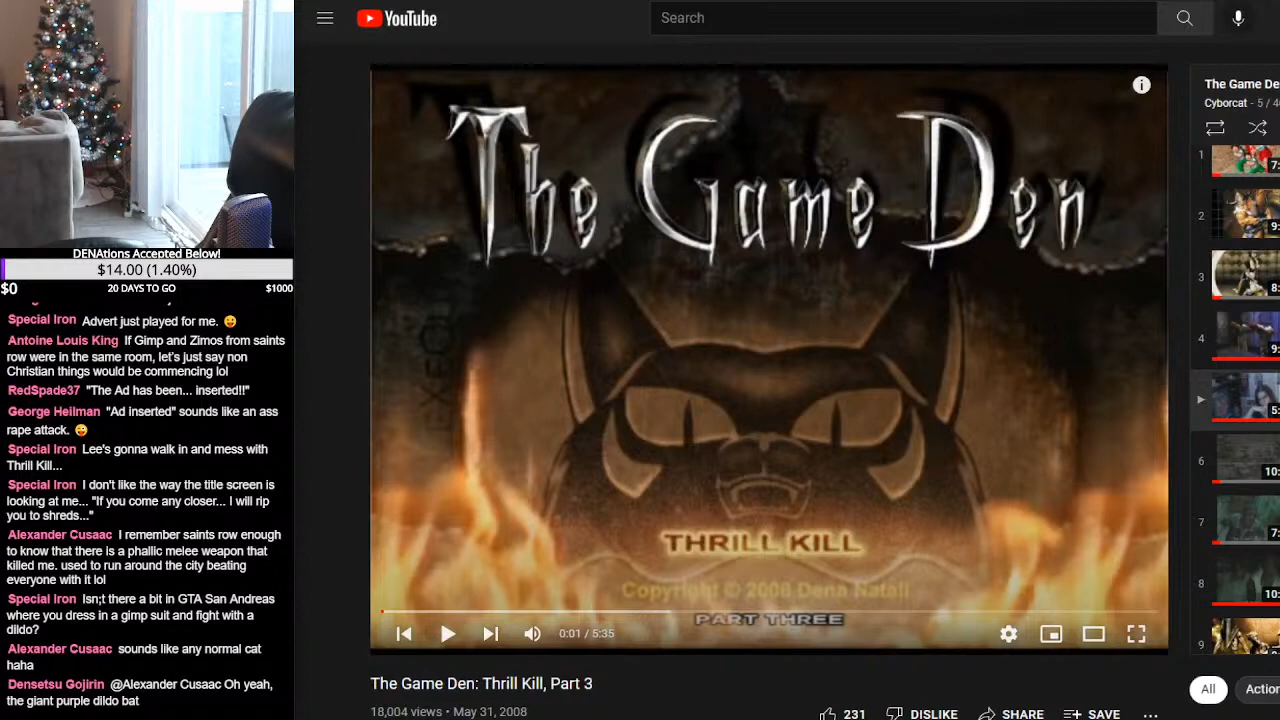 YouTube
Search
The Game Den
THRILL KILL
Copyright © 2008 Dena Natali
PART THREE
0:01 / 5:35
The Game Den: Thrill Kill, Part 3
18,004 views • May 31, 2008
231
DISLIKE
SHARE
SAVE
The Game De
Cyborcat - 5 / 4
1
7:
2
9:
3
8:
4
9:
5:
6
10:
7
7:
8
10:
9
All
Action
DENAtions Accepted Below!
$14.00 (1.40%)
$0
20 DAYS TO GO
$1000
Special Iron Advert just played for me.
Antoine Louis King If Gimp and Zimos from saints
row were in the same room, let's just say non
Christian things would be commencing lol
RedSpade37 "The Ad has been... inserted!!"
George Heilman "Ad inserted" sounds like an ass
rape attack.
Special Iron Lee's gonna walk in and mess with
Thrill Kill...
Special Iron I don't like the way the title screen is
looking at me... "If you come any closer... I will rip
you to shreds..."
Alexander Cusaac I remember saints row enough
to know that there is a phallic melee weapon that
killed me. used to run around the city beating
everyone with it lol
Special Iron Isn;t there a bit in GTA San Andreas
where you dress in a gimp suit and fight with a
dildo?
Alexander Cusaac sounds like any normal cat
haha
Densetsu Gojirin @Alexander Cusaac Oh yeah,
the giant purple dildo bat